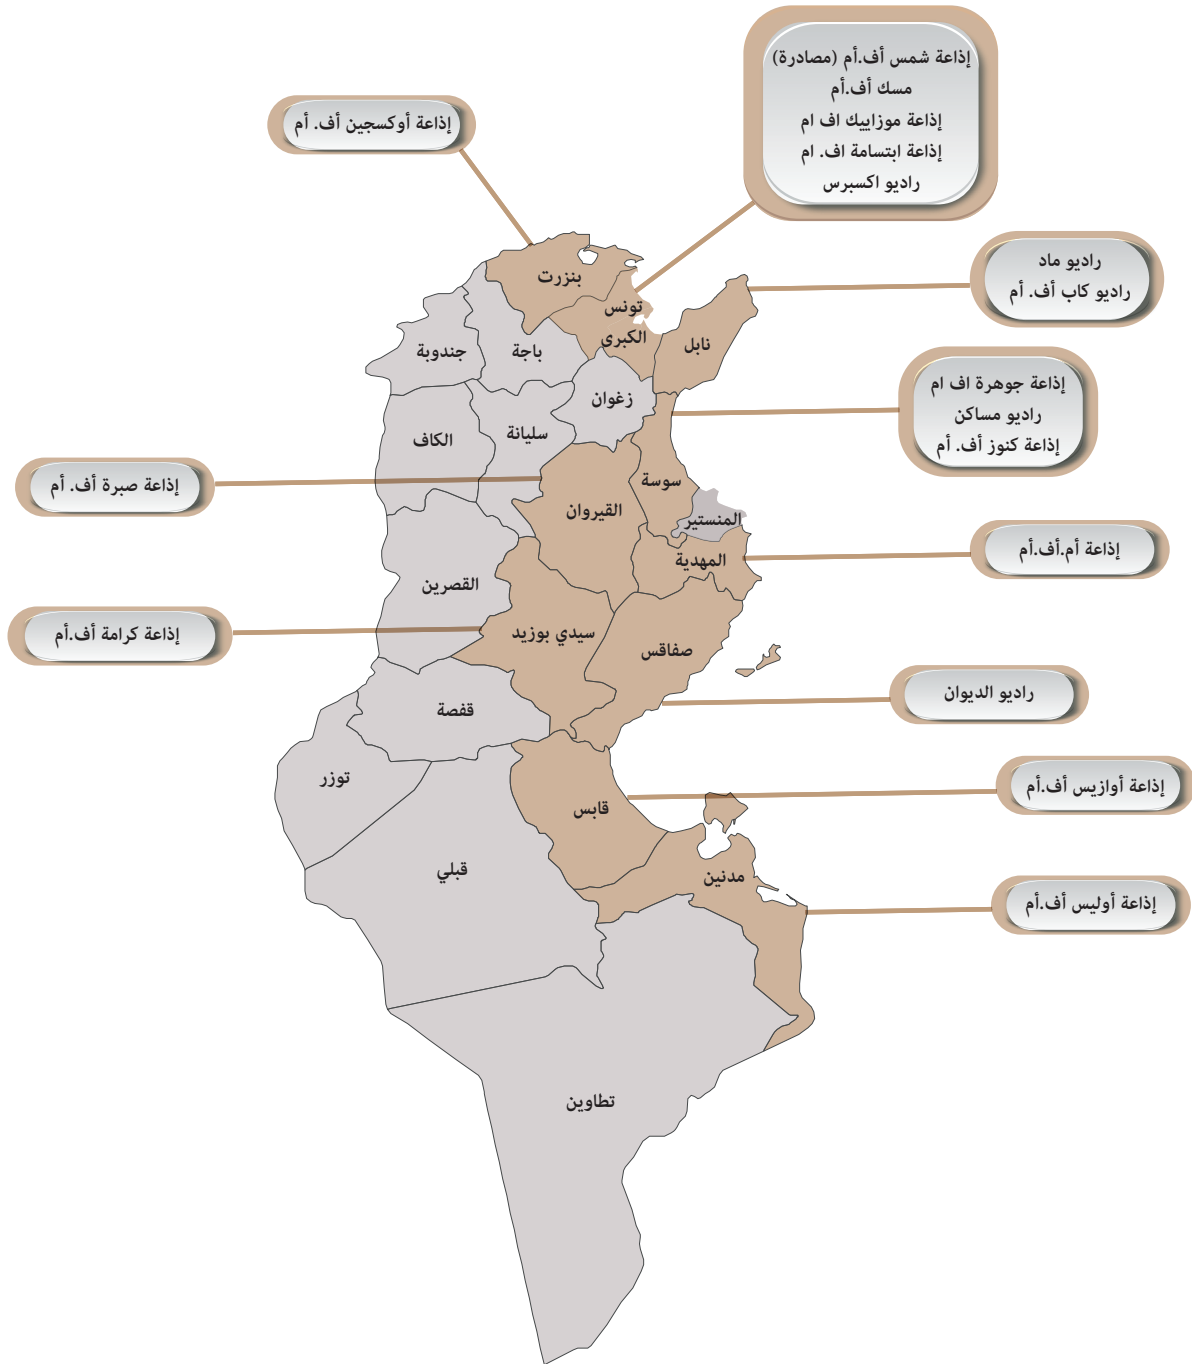 إذاعة شمس أف.أم (مصادرة)
مسك أف.أم
إذاعة موزاييك اف ام
إذاعة ابتسامة اف. ام
راديو اكسبرس
إذاعة أوكسجين أف. أم
راديو ماد
راديو كاب أف. أم
بنزرت
تونس
الكبرى
نابل
باجة
جندوبة
إذاعة جوهرة اف ام
راديو مساكن
إذاعة كنوز أف. أم
زغوان
سليانة
الكاف
إذاعة صبرة أف. أم
سوسة
القيروان
المنستير
إذاعة أم.أف.أم
المهدية
القصرين
إذاعة كرامة أف.أم
سيدي بوزيد
صفاقس
راديو الديوان
قفصة
توزر
إذاعة أوازيس أف.أم
قابس
قبلي
مدنين
إذاعة أوليس أف.أم
تطاوين